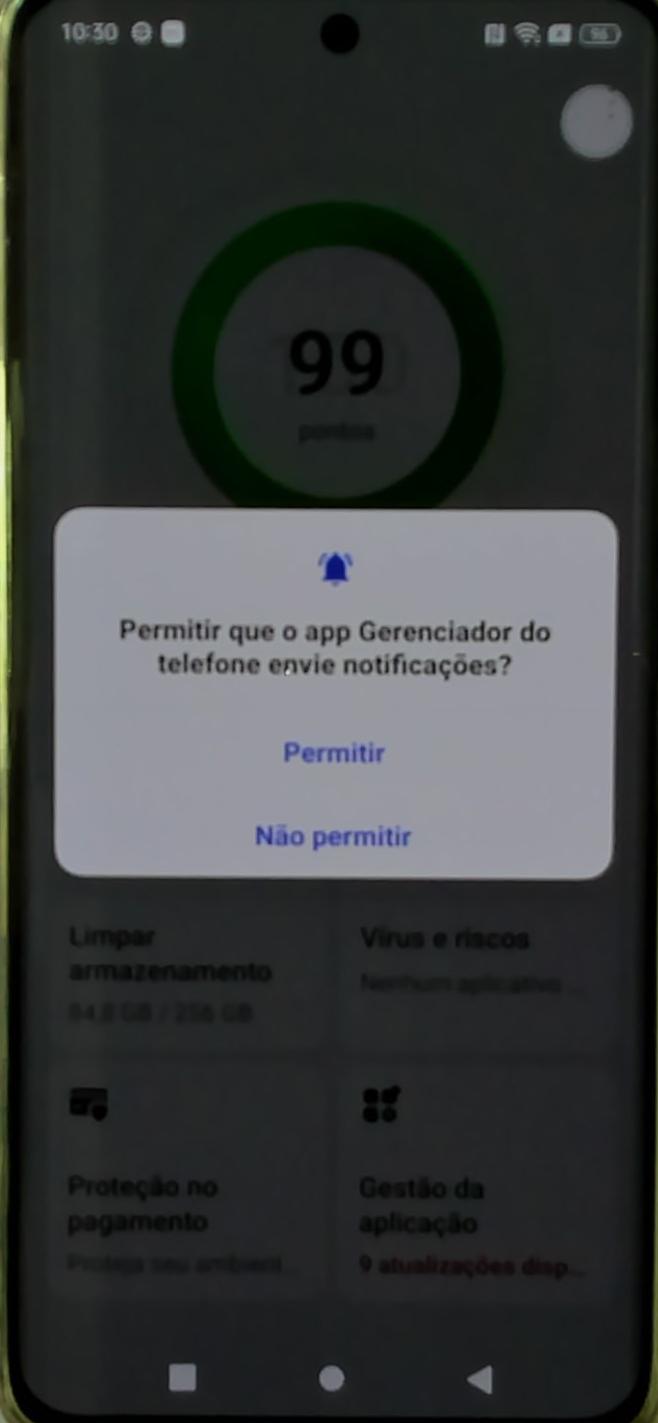 10:30
96
99
pontos
Permitir que o app Gerenciador do
telefone envie notificações?
Permitir
Não permitir
Limpar
armazenamento
Vírus e riscos
84,8 GB / 256 GB
Nenhum aplicativo ...
Proteção no
pagamento
Gestão da
aplicação
Proteja seu ambient...
9 atualizações disp...